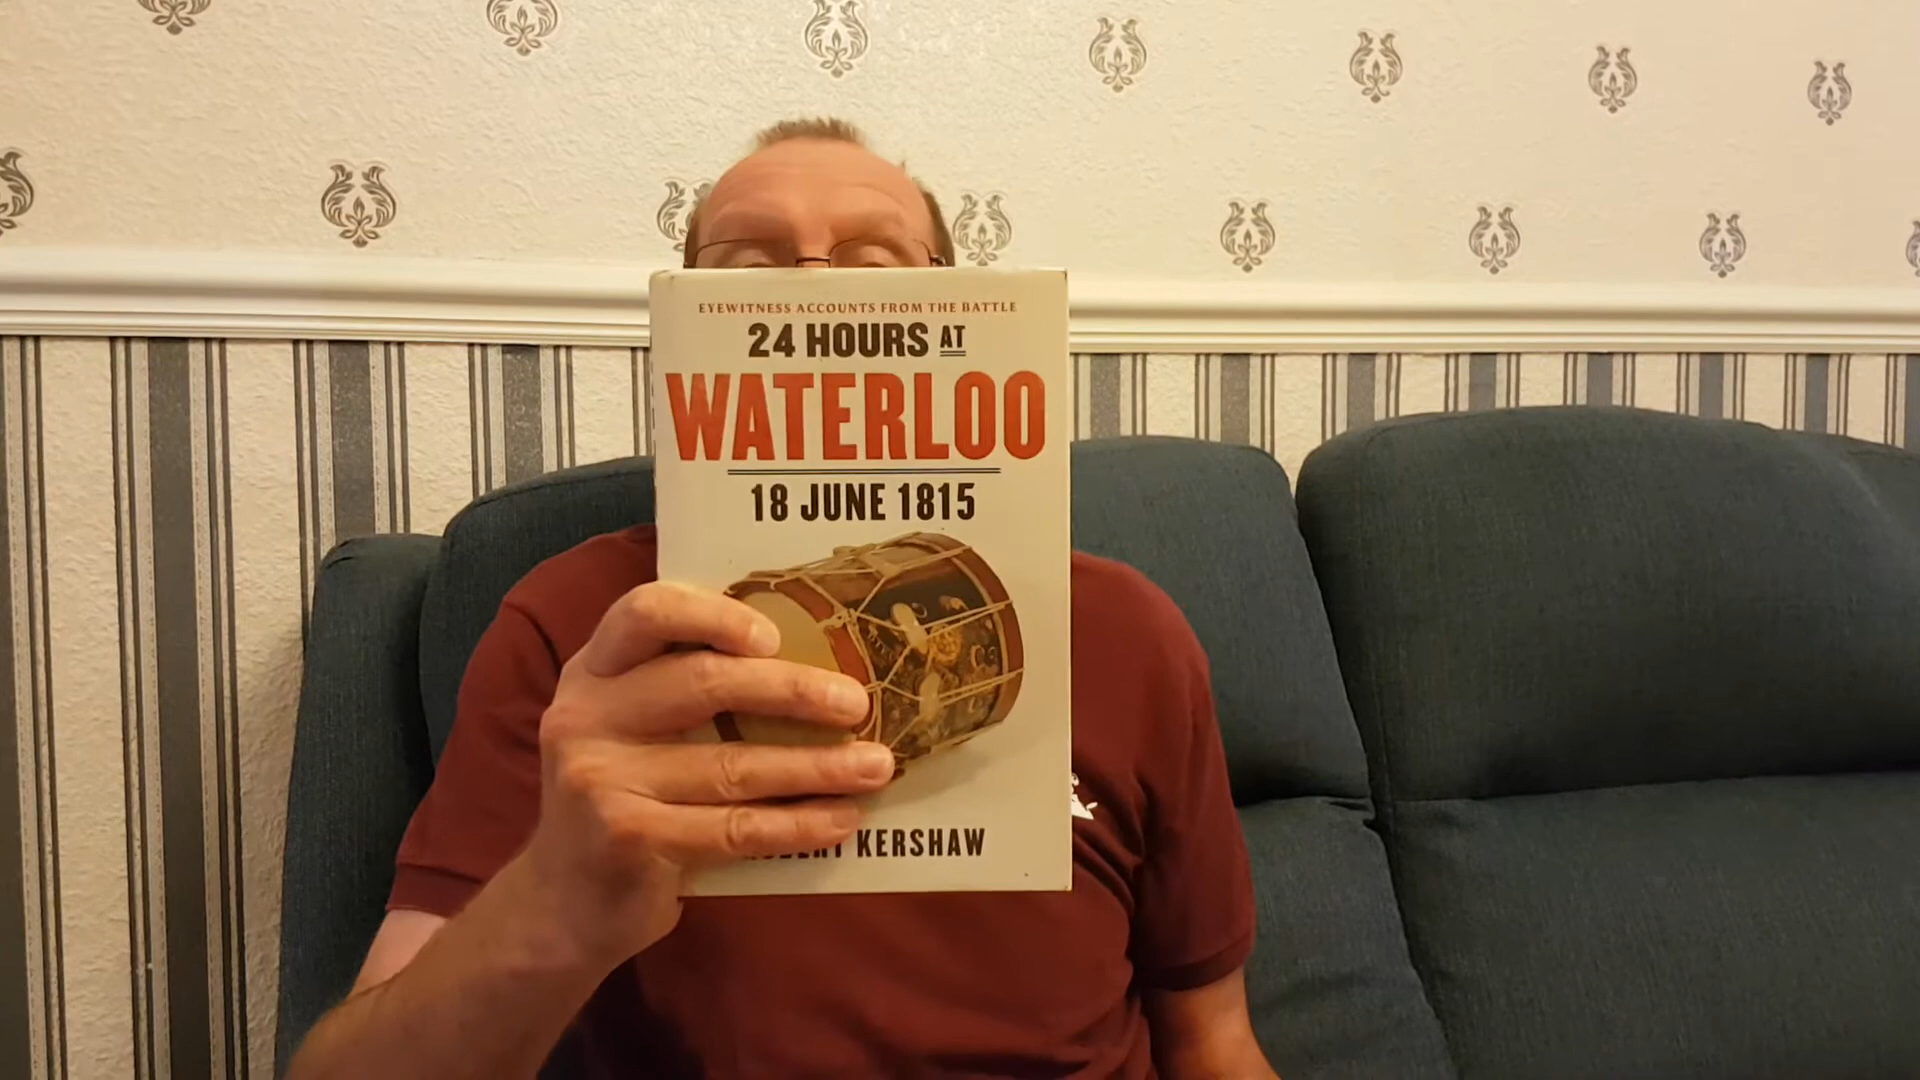 EYEWITNESS ACCOUNTS FROM THE BATTLE
24 HOURS AT
WATERLOO
18 JUNE 1815
KERSHAW